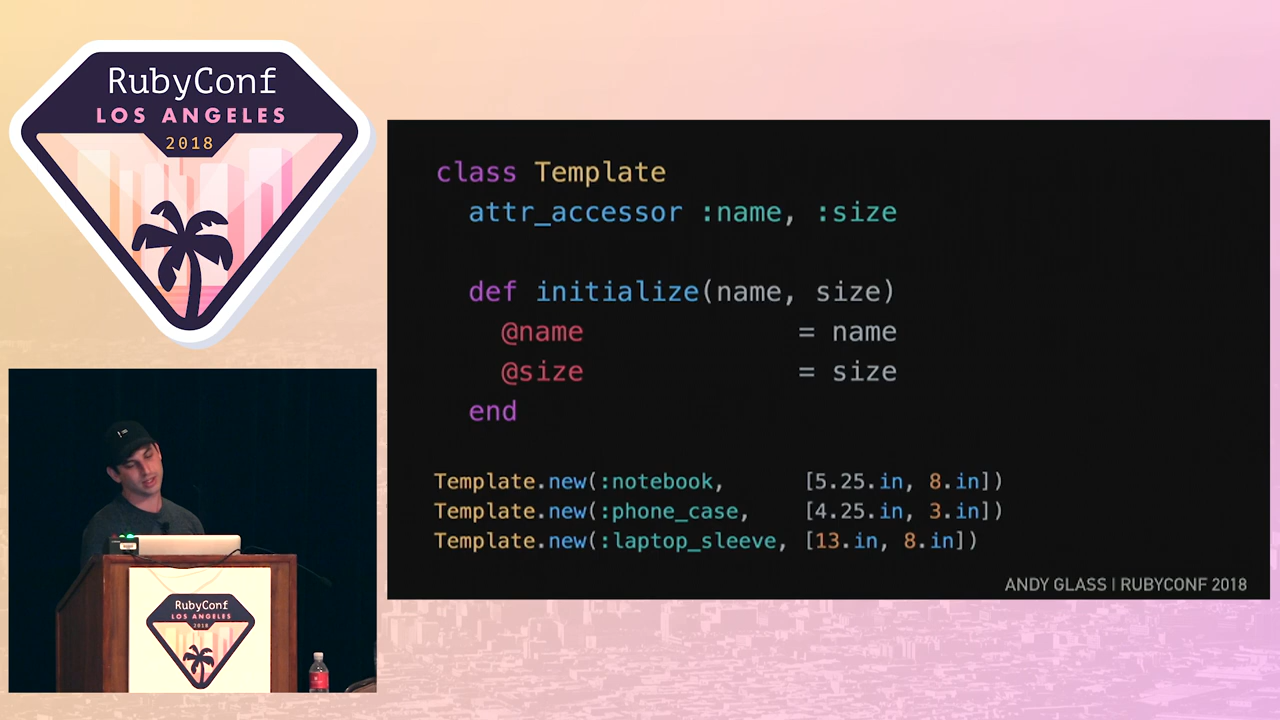 RubyConf
LOS ANGELES
2018
class Template
  attr_accessor :name, :size

  def initialize(name, size)
    @name             = name
    @size             = size
  end

Template.new(:notebook,     [5.25.in, 8.in])
Template.new(:phone_case,   [4.25.in, 3.in])
Template.new(:laptop_sleeve, [13.in, 8.in])
ANDY GLASS | RUBYCONF 2018
RubyConf
LOS ANGELES
2018